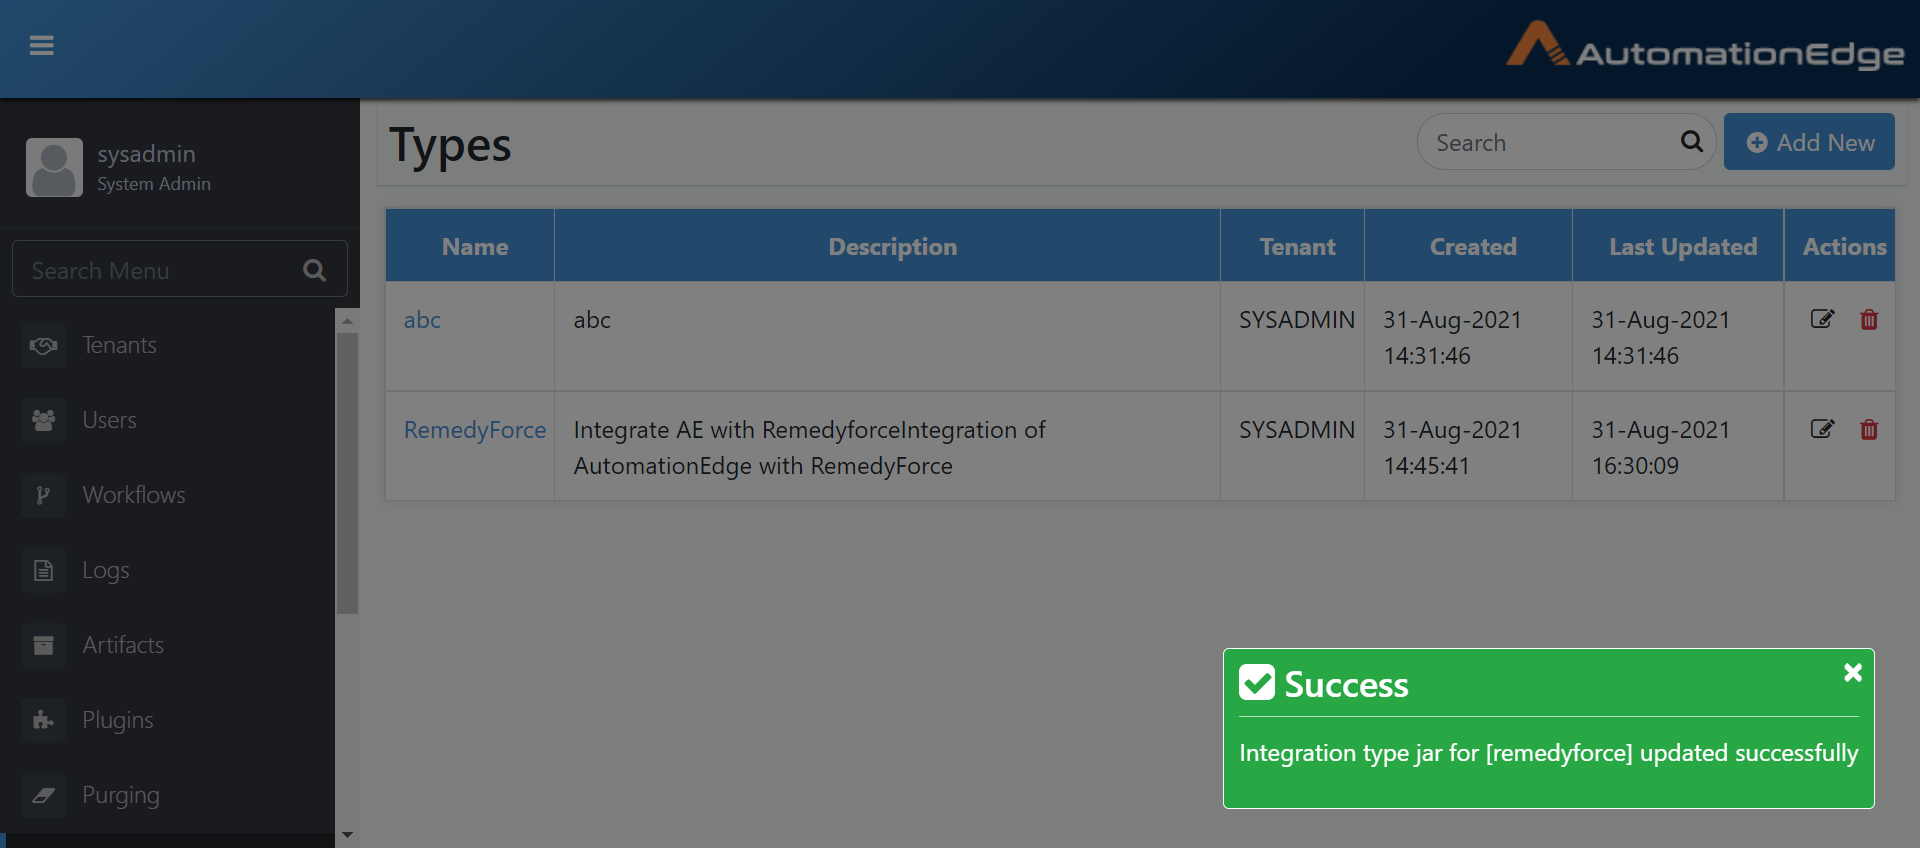 AutomationEdge
sysadmin
System Admin
Search Menu
Tenants
Users
Workflows
Logs
Artifacts
Plugins
Purging
Types
Search
Add New
Name Description Tenant Created Last Updated Actions
abc abc SYSADMIN 31-Aug-2021 31-Aug-2021
14:31:46 14:31:46
RemedyForce Integrate AE with RemedyforceIntegration of SYSADMIN 31-Aug-2021 31-Aug-2021
AutomationEdge with RemedyForce 14:45:41 16:30:09
Success
Integration type jar for [remedyforce] updated successfully